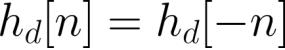 h_d[n] = h_d[-n]